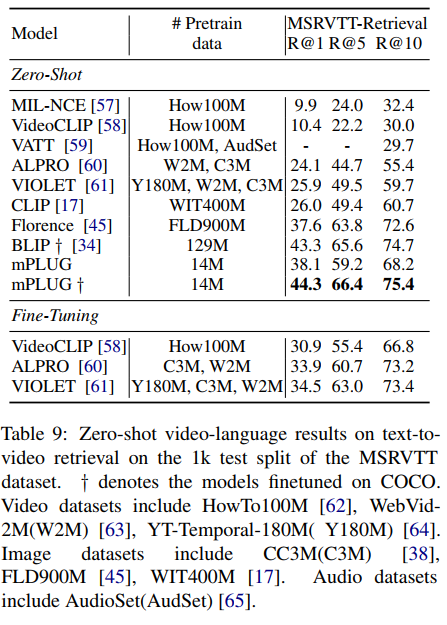 Model # Pretrain data MSRVTT-Retrieval
R@1 R@5 R@10
Zero-Shot
MIL-NCE [57] How100M 9.9 24.0 32.4
VideoCLIP [58] How100M 10.4 22.2 30.0
VATT [59] How100M, AudSet - - 29.7
ALPRO [60] W2M, C3M 24.1 44.7 55.4
VIOLET [61] Y180M, W2M, C3M 25.9 49.5 59.7
CLIP [17] WIT400M 26.0 49.4 60.7
Florence [45] FLD900M 37.6 63.8 72.6
BLIP † [34] 129M 43.3 65.6 74.7
mPLUG 14M 38.1 59.2 68.2
mPLUG † 14M 44.3 66.4 75.4
Fine-Tuning
VideoCLIP [58] How100M 30.9 55.4 66.8
ALPRO [60] C3M, W2M 33.9 60.7 73.2
VIOLET [61] Y180M, C3M, W2M 34.5 63.0 73.4
Table 9: Zero-shot video-language results on text-to-
video retrieval on the 1k test split of the MSRVTT
dataset. † denotes the models finetuned on COCO.
Video datasets include HowTo100M [62], WebVid-
2M(W2M) [63], YT-Temporal-180M( Y180M) [64].
Image datasets include CC3M(C3M) [38],
FLD900M [45], WIT400M [17]. Audio datasets
include AudioSet(AudSet) [65].